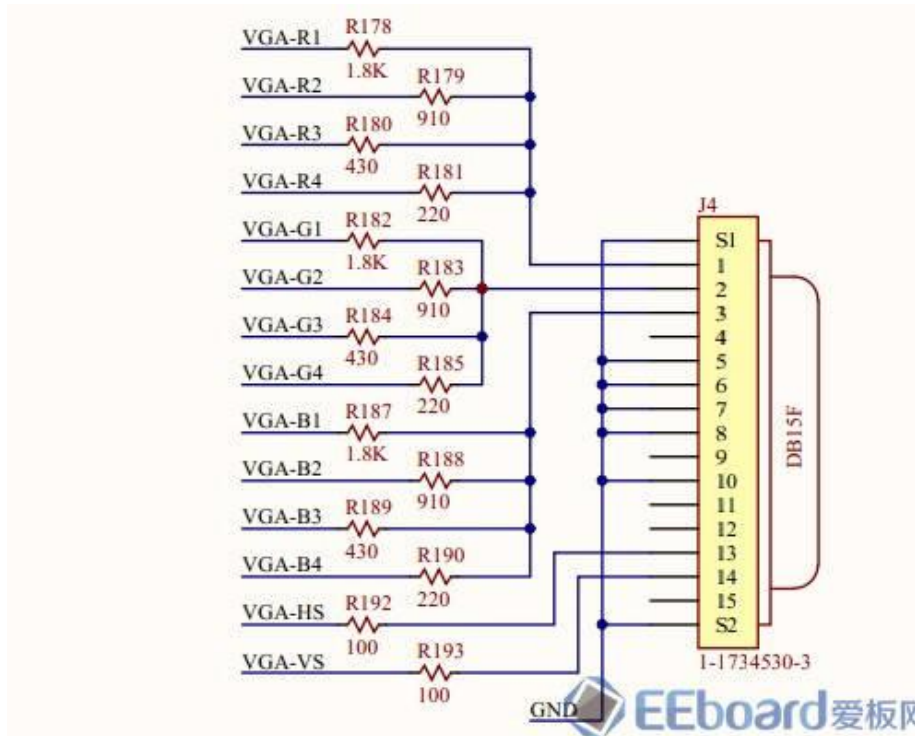 VGA-R1 R178 1.8K
VGA-R2 R179 910
VGA-R3 R180 430
VGA-R4 R181 220
VGA-G1 R182 1.8K
VGA-G2 R183 910
VGA-G3 R184 430
VGA-G4 R185 220
VGA-B1 R187 1.8K
VGA-B2 R188 910
VGA-B3 R189 430
VGA-B4 R190 220
VGA-HS R192 100
VGA-VS R193 100
GND
J4
S1
1
2
3
4
5
6
7
8
9
10
11
12
13
14
15
S2
DB15F
1-1734530-3
EEboard爱板网